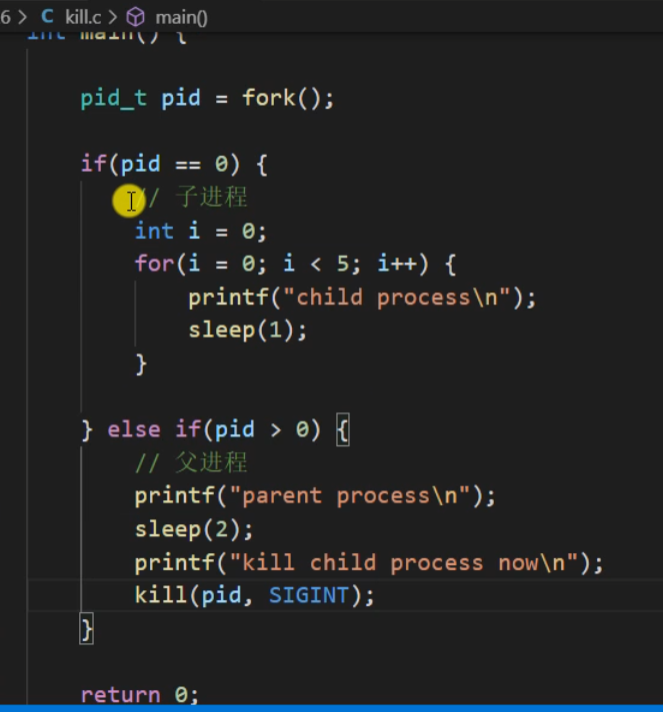 6 > C kill.c > main()
int main() {
pid_t pid = fork();
if(pid == 0) {
// 子进程
int i = 0;
for(i = 0; i < 5; i++) {
printf("child process\n");
sleep(1);
}
} else if(pid > 0) {
// 父进程
printf("parent process\n");
sleep(2);
printf("kill child process now\n");
kill(pid, SIGINT);
}
return 0;